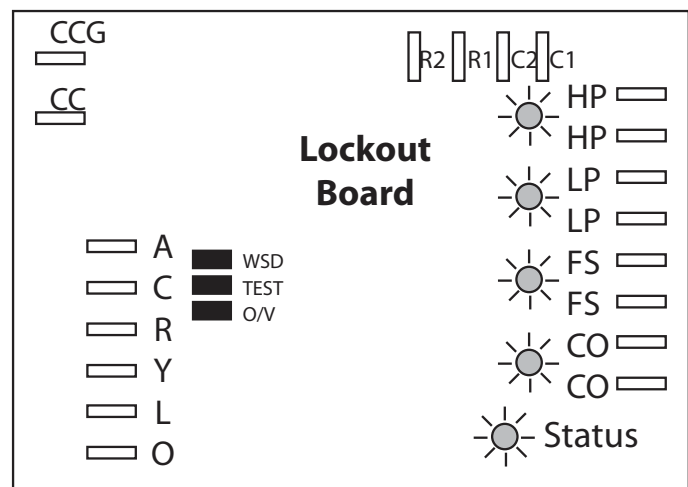 CCG
CC
R2 R1 C2 C1
Lockout
Board
HP
HP
LP
LP
FS
FS
CO
CO
Status
A
C
R
Y
L
O
WSD
TEST
O/V